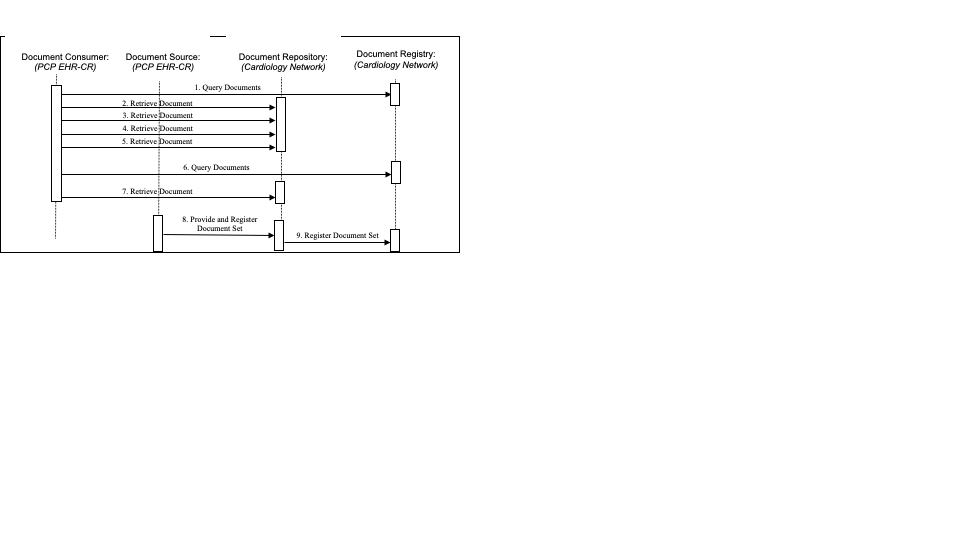 Document Consumer:
(PCP EHR-CR)
Document Source:
(PCP EHR-CR)
Document Repository:
(Cardiology Network)
Document Registry:
(Cardiology Network)
1. Query Documents
2. Retrieve Document
3. Retrieve Document
4. Retrieve Document
5. Retrieve Document
6. Query Documents
7. Retrieve Document
8. Provide and Register
Document Set
9. Register Document Set